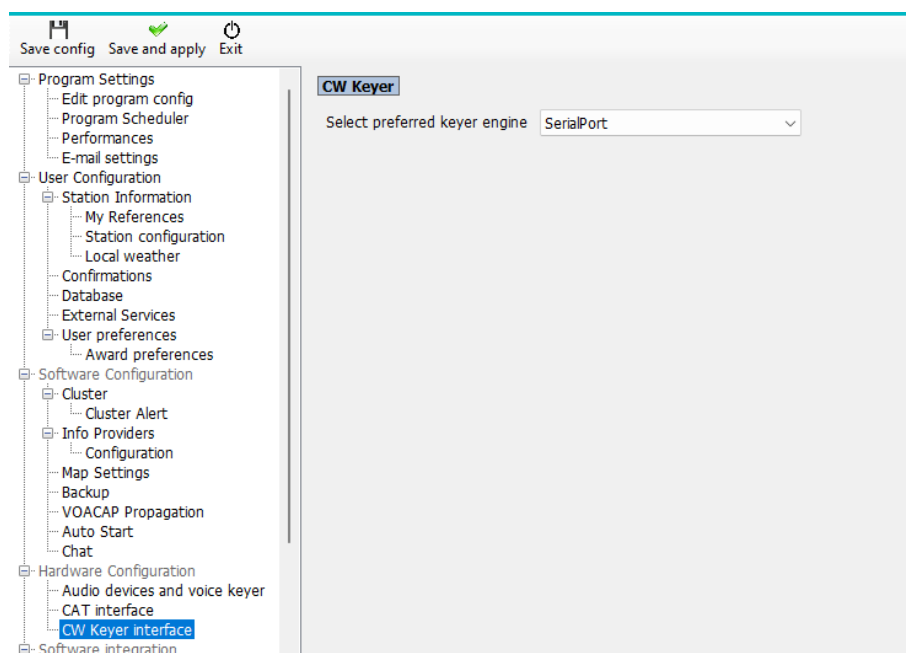 Save config Save and apply Exit
Program Settings
Edit program config
Program Scheduler
Performances
E-mail settings
User Configuration
Station Information
My References
Station configuration
Local weather
Confirmations
Database
External Services
User preferences
Award preferences
Software Configuration
Cluster
Cluster Alert
Info Providers
Configuration
Map Settings
Backup
VOACAP Propagation
Auto Start
Chat
Hardware Configuration
Audio devices and voice keyer
CAT interface
CW Keyer interface
Software integration
CW Keyer
Select preferred keyer engine SerialPort